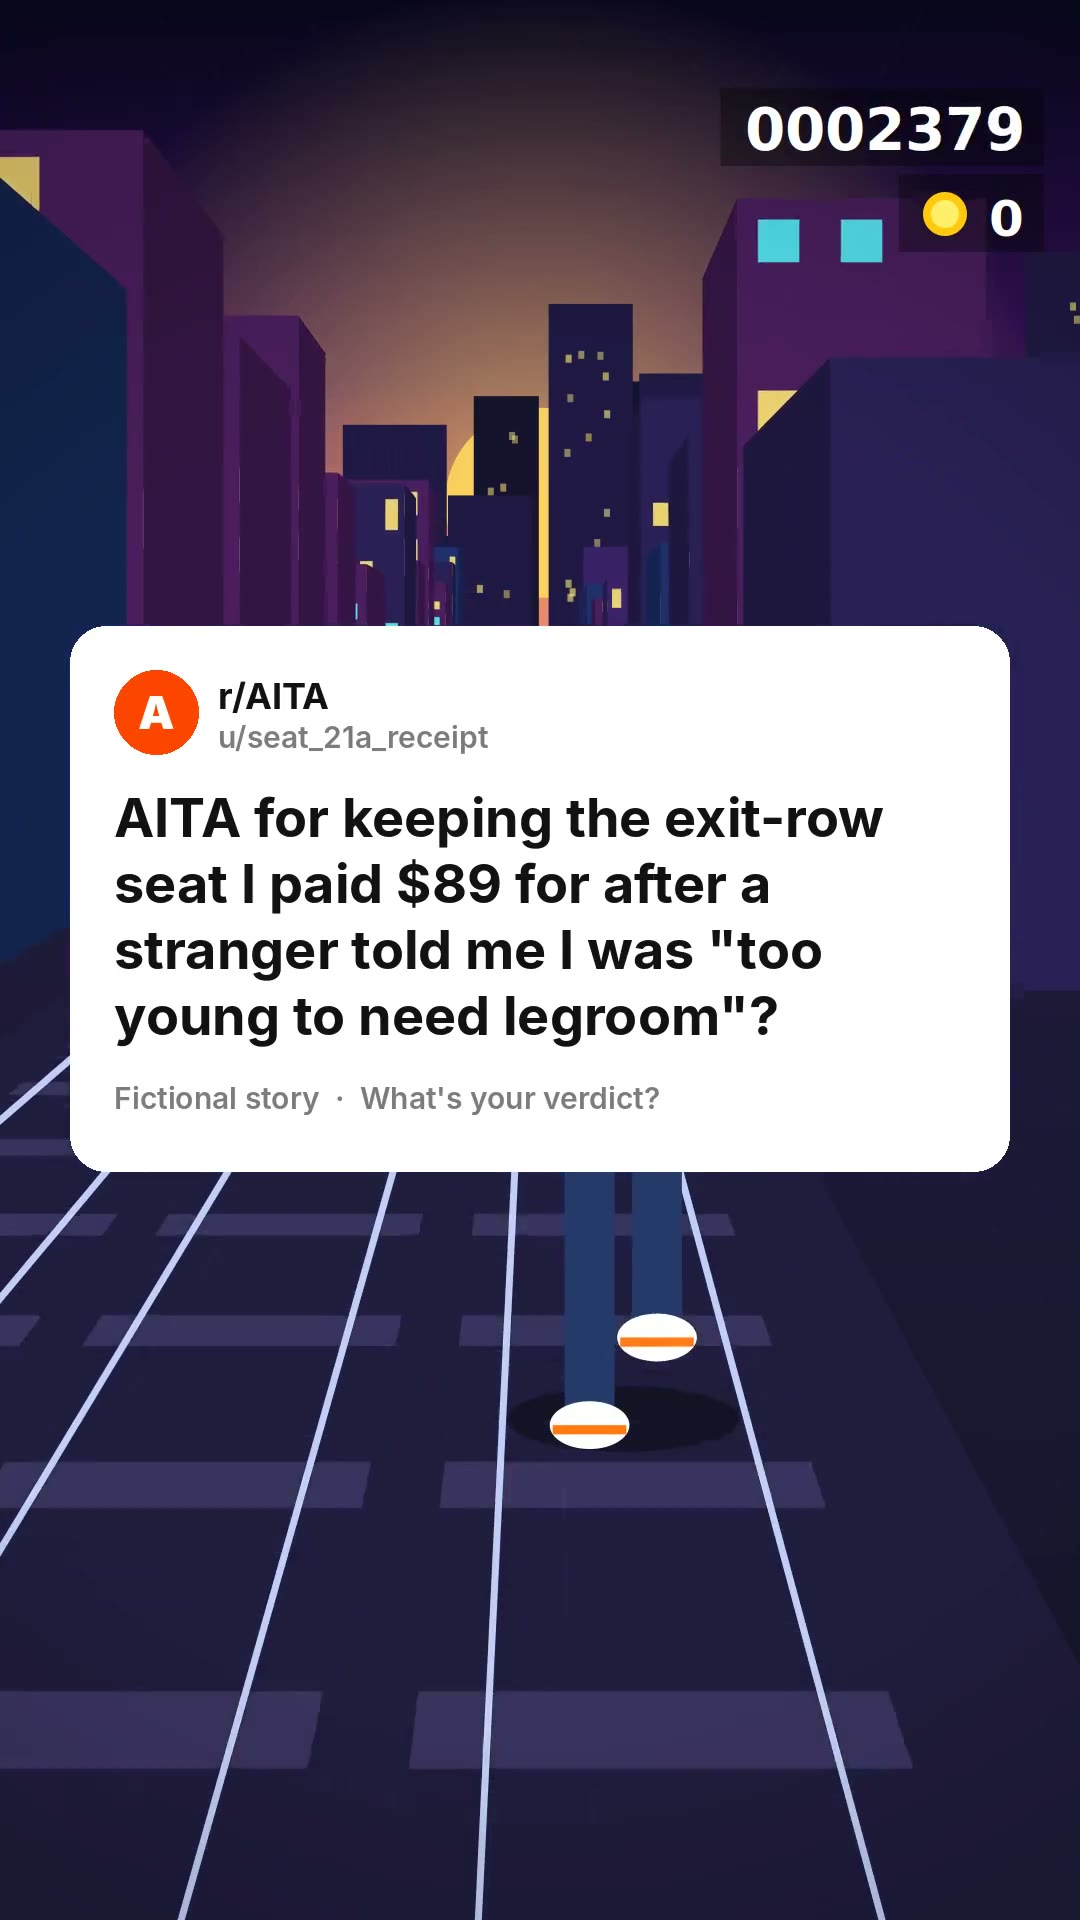 0002379
0
A
r/AITA
u/seat_21a_receipt
AITA for keeping the exit-row
seat I paid $89 for after a
stranger told me I was "too
young to need legroom"?
Fictional story · What's your verdict?